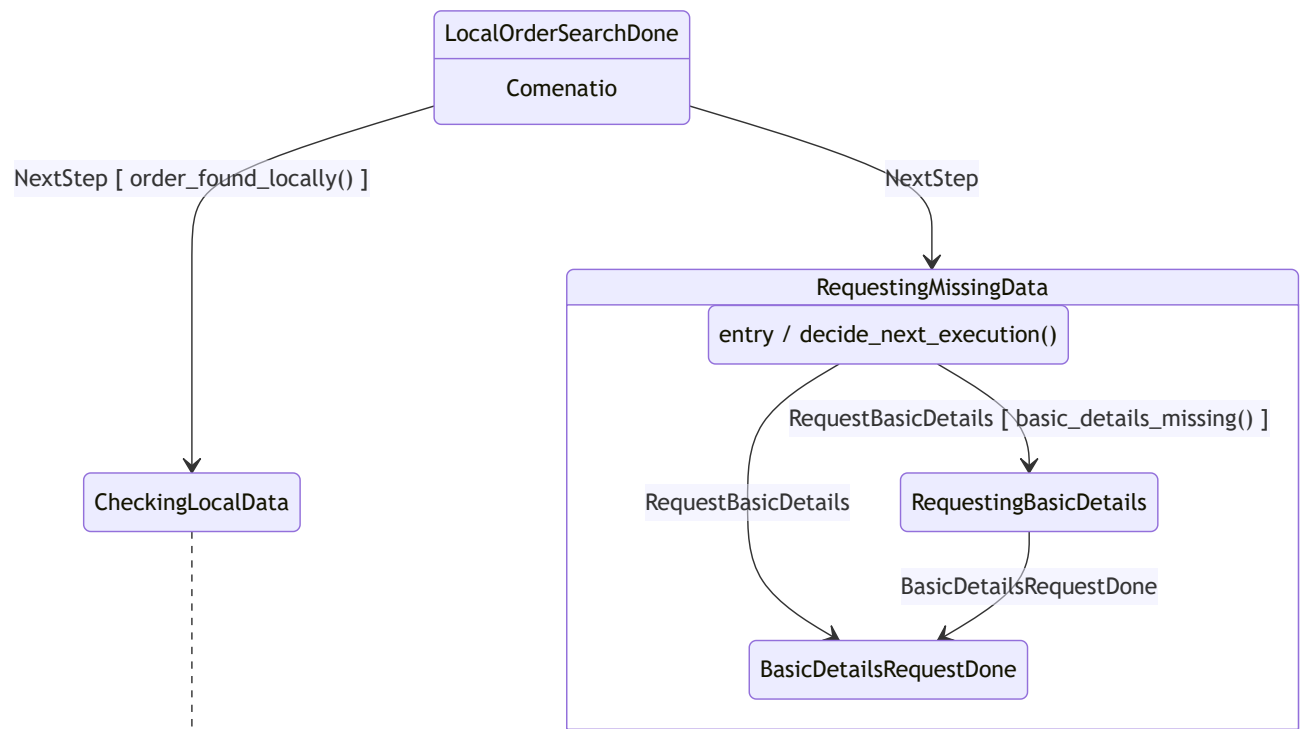 LocalOrderSearchDone
Comenatio
NextStep [ order_found_locally() ]
NextStep
RequestingMissingData
entry / decide_next_execution()
RequestBasicDetails [ basic_details_missing() ]
RequestBasicDetails
CheckingLocalData
RequestingBasicDetails
BasicDetailsRequestDone
BasicDetailsRequestDone